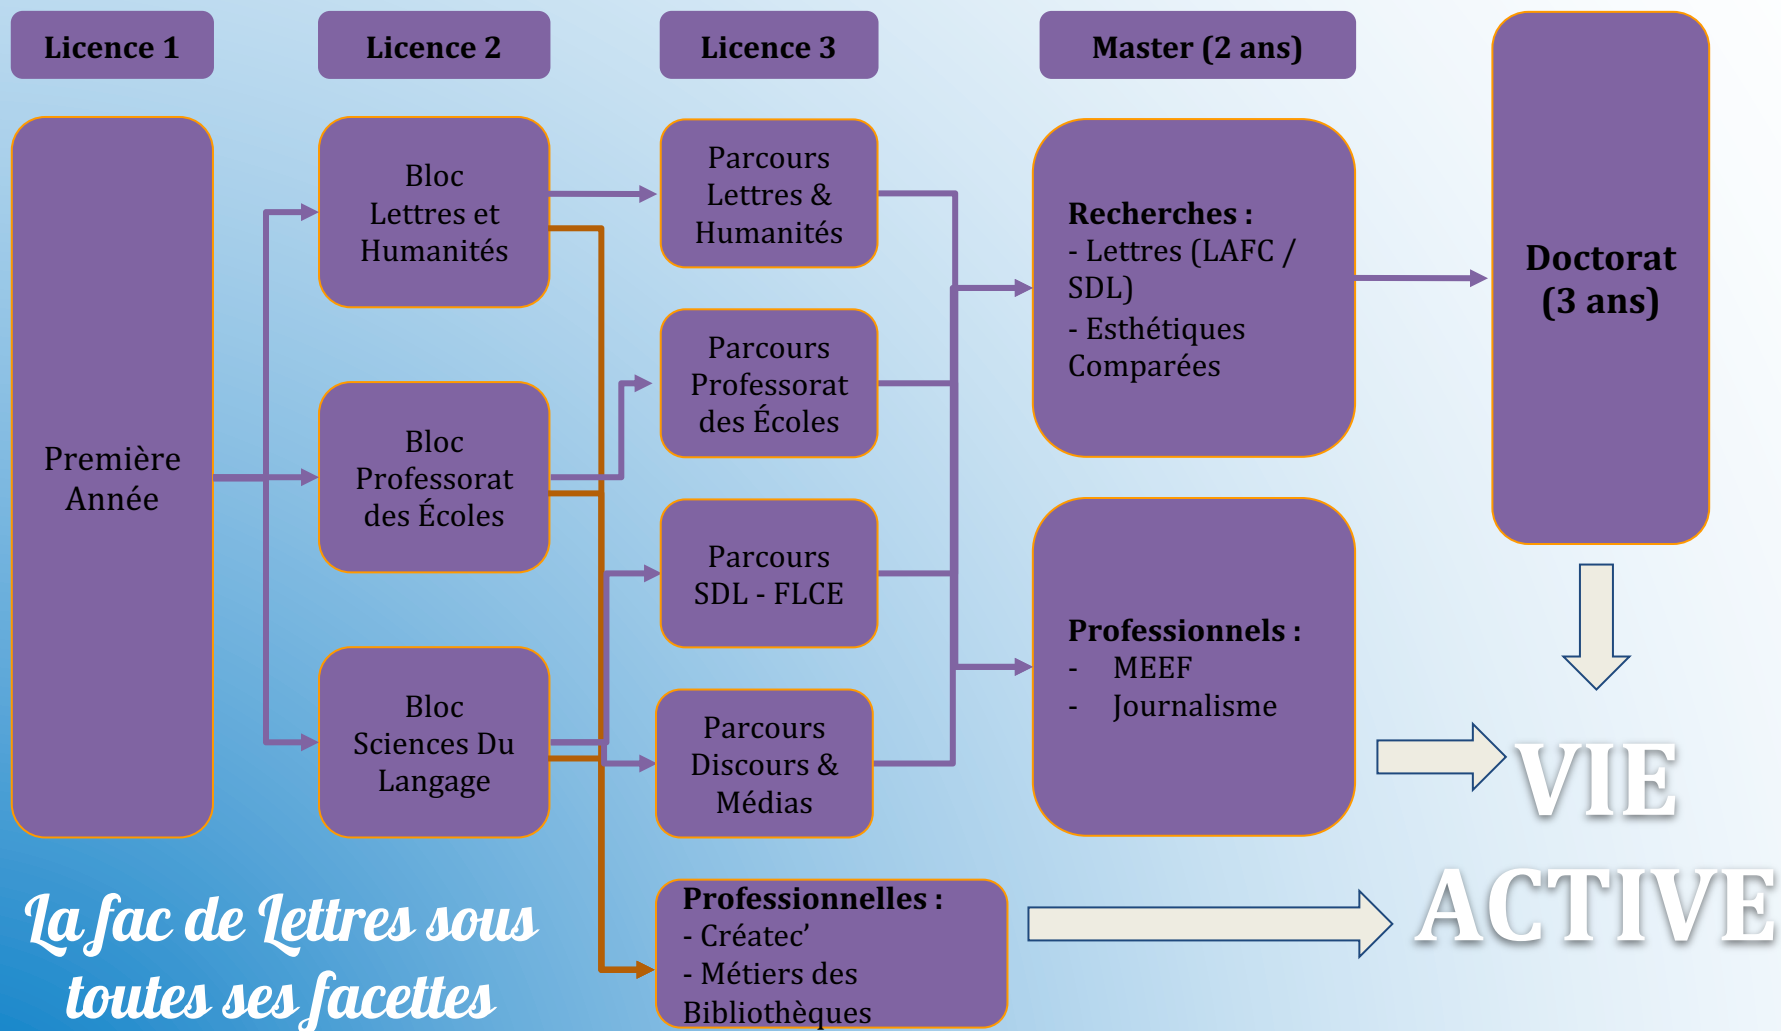 Licence 1
Licence 2
Licence 3
Master (2 ans)
Première
Année
Bloc
Lettres et
Humanités
Bloc
Professorat
des Écoles
Bloc
Sciences Du
Langage
Parcours
Lettres &
Humanités
Parcours
Professorat
des Écoles
Parcours
SDL - FLCE
Parcours
Discours &
Médias
Professionnelles :
- Créatec’
- Métiers des
Bibliothèques
Recherches :
- Lettres (LAFC /
SDL)
- Esthétiques
Comparées
Professionnels :
- MEEF
- Journalisme
Doctorat
(3 ans)
VIE
ACTIVE
La fac de Lettres sous
toutes ses facettes